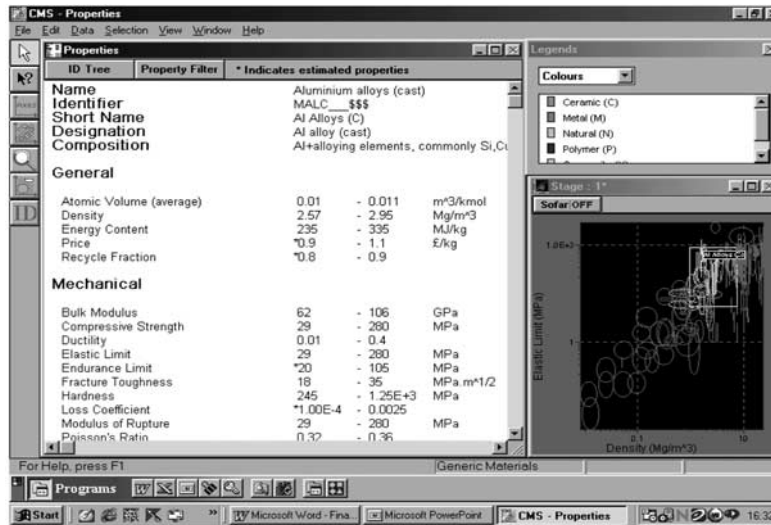 CMS - Properties
File Edit Data Selection View Window Help
Properties
ID Tree Property Filter * Indicates estimated properties
Name Aluminium alloys (cast)
Identifier MALC___$$$
Short Name Al Alloys (C)
Designation Al alloy (cast)
Composition Al+alloying elements, commonly Si,Cu
General
Atomic Volume (average) 0.01 - 0.011 m^3/kmol
Density 2.57 - 2.95 Mg/m^3
Energy Content 235 - 335 MJ/kg
Price *0.9 - 1.1 £/kg
Recycle Fraction *0.8 - 0.9
Mechanical
Bulk Modulus 62 - 106 GPa
Compressive Strength 29 - 280 MPa
Ductility 0.01 - 0.4
Elastic Limit 29 - 280 MPa
Endurance Limit *20 - 105 MPa
Fracture Toughness 18 - 35 MPa.m^1/2
Hardness 245 - 1.25E+3 MPa
Loss Coefficient *1.00E-4 - 0.0025
Modulus of Rupture 29 - 280 MPa
Poisson's Ratio 0.32 - 0.36
ID
Legends
Colours
Ceramic (C)
Metal (M)
Natural (N)
Polymer (P)
Stage : 1*
Sofar OFF
Elastic Limit (MPa)
1
Al Alloys
0.1
10
Density (Mg/m^3)
For Help, press F1
Generic Materials
Programs
Start
Microsoft Word - Fina...
Microsoft PowerPoint
CMS - Properties
16:32